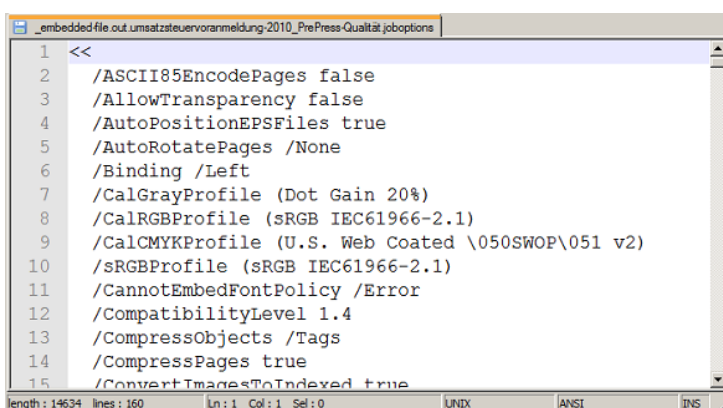 _embedded-file.out.umsatzsteuervoranmeldung-2010_PrePress-Qualität.joboptions
1 <<
2 /ASCII85EncodePages false
3 /AllowTransparency false
4 /AutoPositionEPSFiles true
5 /AutoRotatePages /None
6 /Binding /Left
7 /CalGrayProfile (Dot Gain 20%)
8 /CalRGBProfile (sRGB IEC61966-2.1)
9 /CalCMYKProfile (U.S. Web Coated \050SWOP\051 v2)
10 /sRGBProfile (sRGB IEC61966-2.1)
11 /CannotEmbedFontPolicy /Error
12 /CompatibilityLevel 1.4
13 /CompressObjects /Tags
14 /CompressPages true
15 /ConvertImagesToIndexed true
length : 14634 lines : 160 Ln : 1 Col : 1 Sel : 0 UNIX ANSI INS